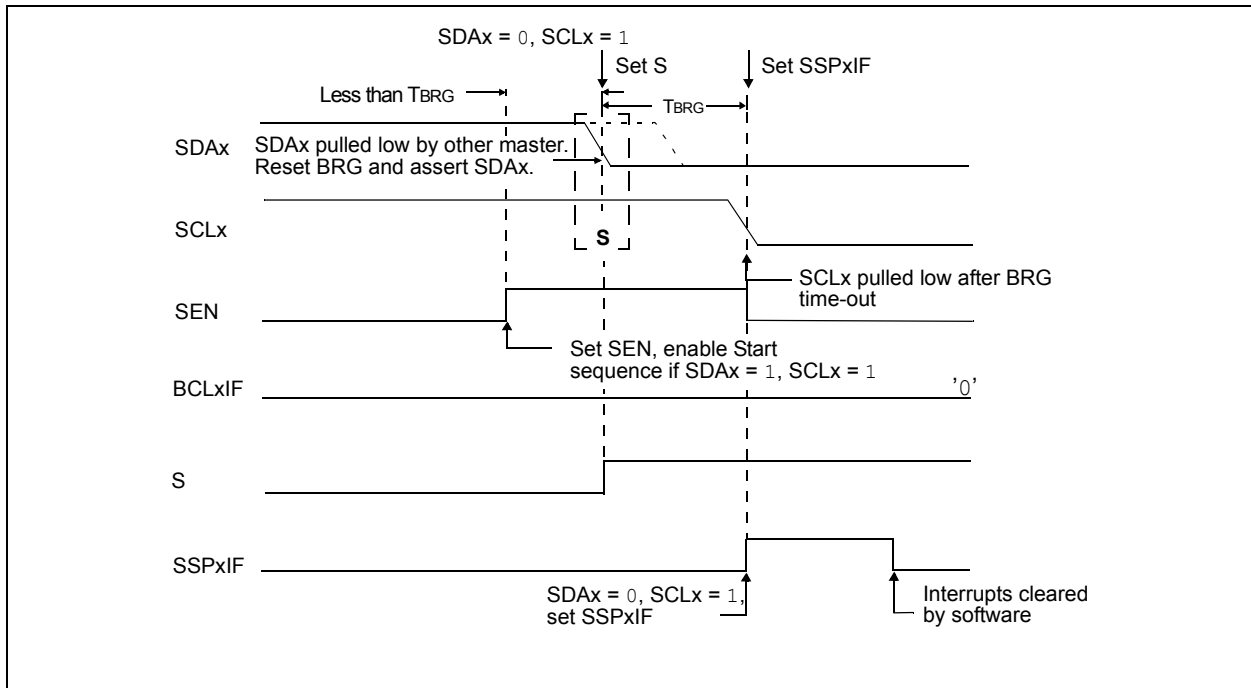 SDAx = 0, SCLx = 1
Set S
Set SSPxIF
Less than TBRG
TBRG
SDAx
SDAx pulled low by other master.
Reset BRG and assert SDAx.
SCLx
S
SCLx pulled low after BRG
time-out
SEN
Set SEN, enable Start
sequence if SDAx = 1, SCLx = 1
BCLxIF
'0'
S
SSPxIF
SDAx = 0, SCLx = 1,
set SSPxIF
Interrupts cleared
by software